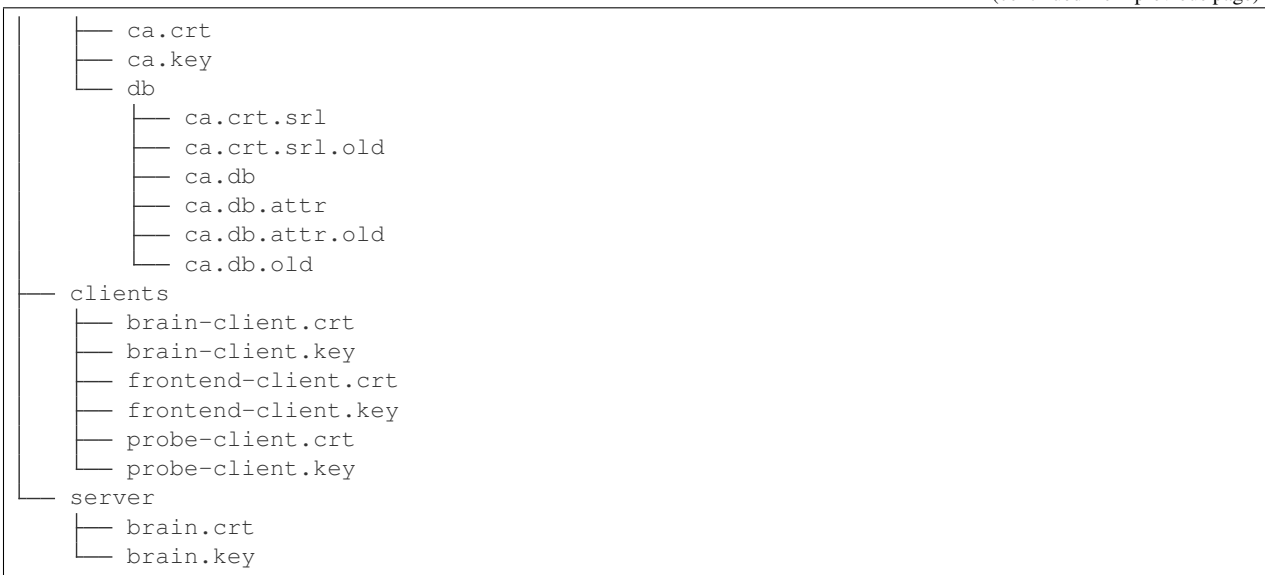 │   ├── ca.crt
│   ├── ca.key
│   └── db
│       ├── ca.crt.srl
│       ├── ca.crt.srl.old
│       ├── ca.db
│       ├── ca.db.attr
│       ├── ca.db.attr.old
│       └── ca.db.old
├── clients
│   ├── brain-client.crt
│   ├── brain-client.key
│   ├── frontend-client.crt
│   ├── frontend-client.key
│   ├── probe-client.crt
│   └── probe-client.key
└── server
    ├── brain.crt
    └── brain.key